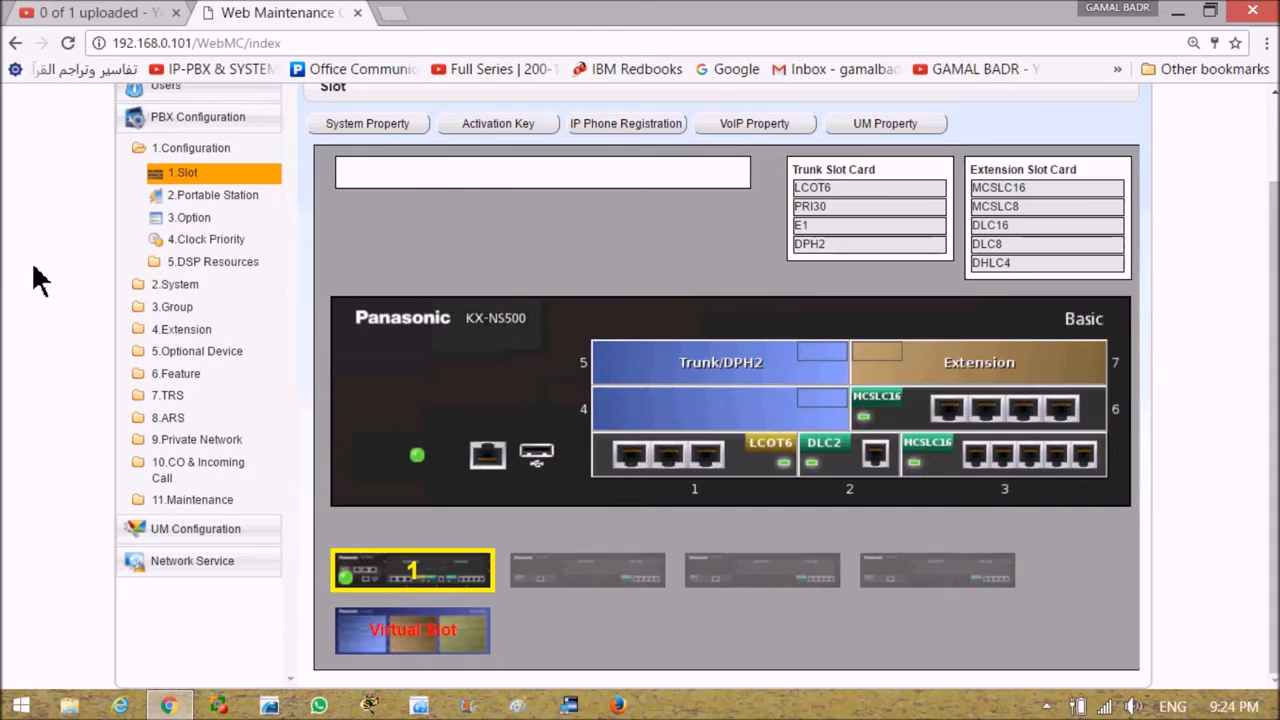 0 of 1 uploaded - Y
Web Maintenance C
GAMAL BADR
192.168.0.101/WebMC/index
تفاسير وتراجم القرآ
IP-PBX & SYSTEM
Office Communic
Full Series | 200-1
IBM Redbooks
Google
Inbox - gamalbad
GAMAL BADR - Y
»
Other bookmarks
Users
PBX Configuration
1.Configuration
1.Slot
2.Portable Station
3.Option
4.Clock Priority
5.DSP Resources
2.System
3.Group
4.Extension
5.Optional Device
6.Feature
7.TRS
8.ARS
9.Private Network
10.CO & Incoming
Call
11.Maintenance
UM Configuration
Network Service
Slot
System Property
Activation Key
IP Phone Registration
VoIP Property
UM Property
Trunk Slot Card
LCOT6
PRI30
E1
DPH2
Extension Slot Card
MCSLC16
MCSLC8
DLC16
DLC8
DHLC4
Panasonic KX-NS500
Basic
5
Trunk/DPH2
Extension
7
4
MCSLC16
6
LCOT6
DLC2
MCSLC16
1
2
3
1
Virtual Slot
ENG
9:24 PM